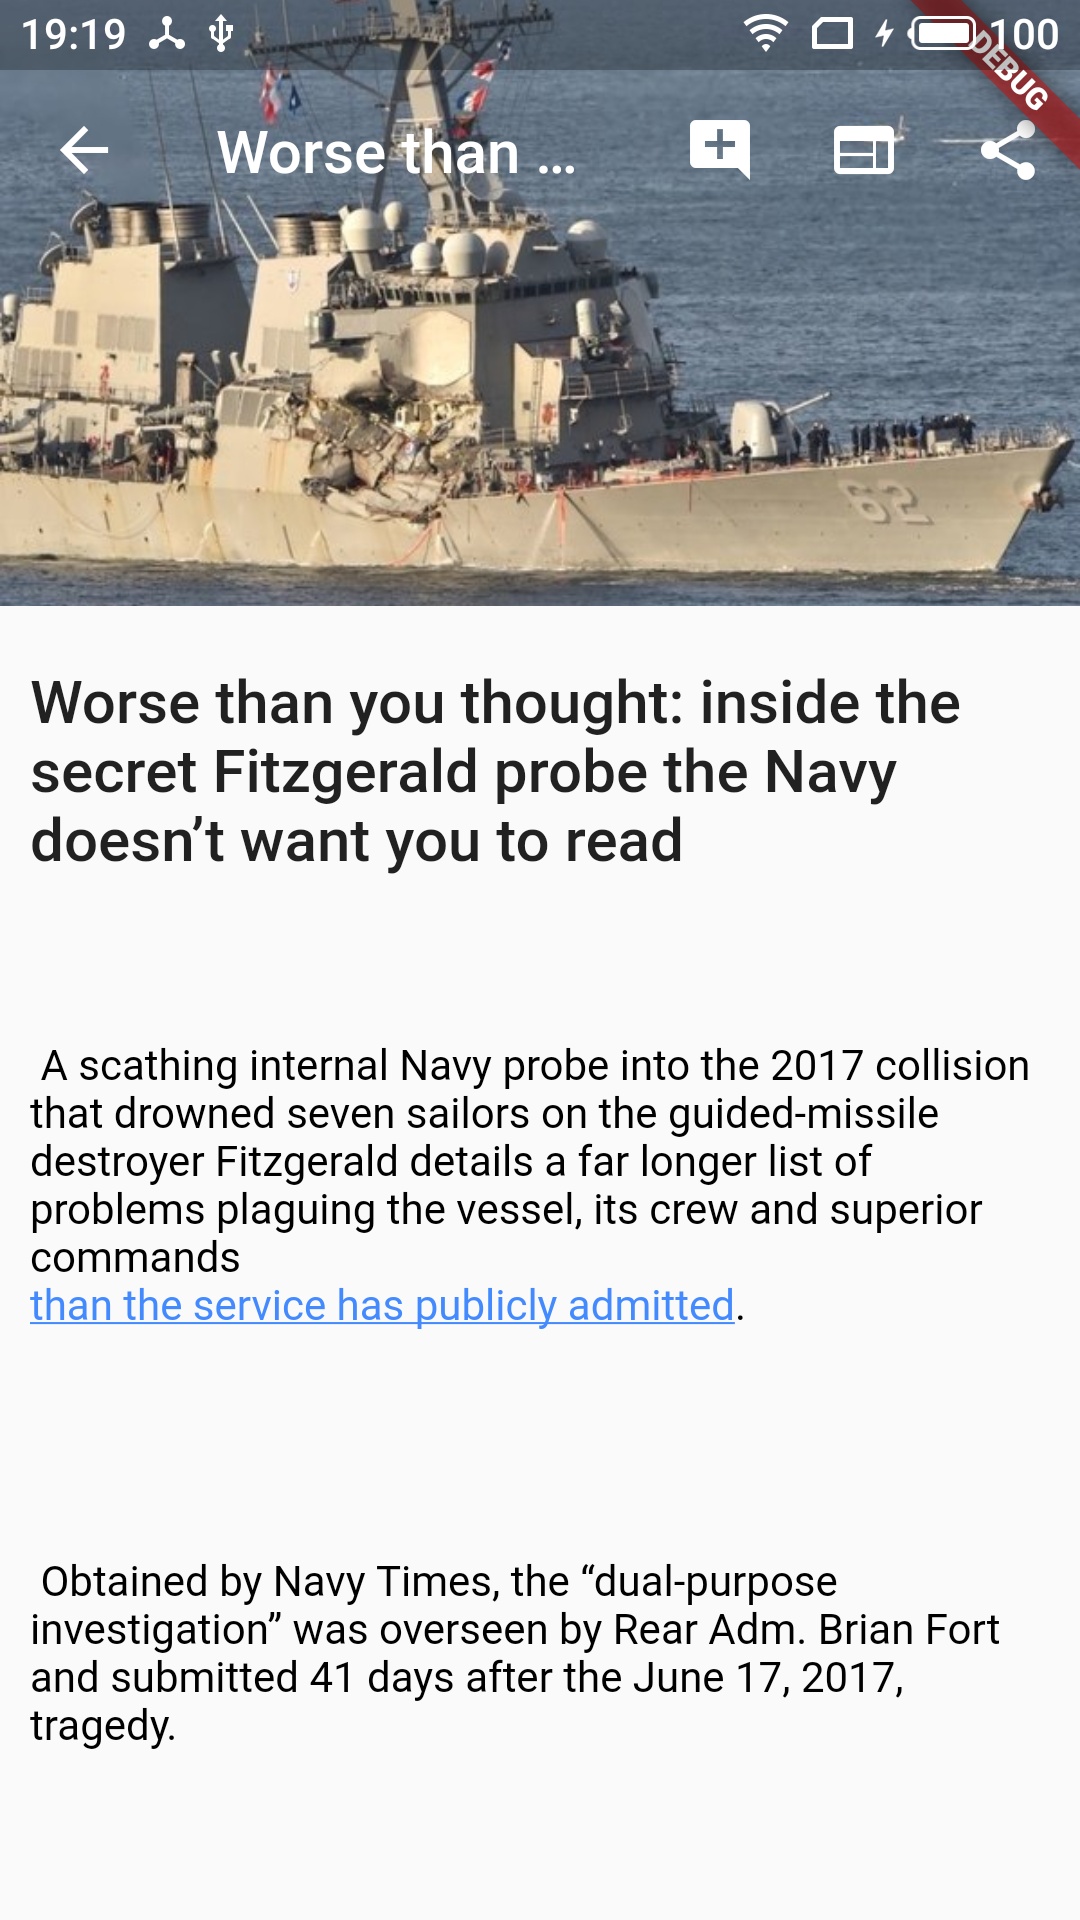 19:19
100
DEBUG
Worse than ...
62
Worse than you thought: inside the
secret Fitzgerald probe the Navy
doesn’t want you to read
A scathing internal Navy probe into the 2017 collision
that drowned seven sailors on the guided-missile
destroyer Fitzgerald details a far longer list of
problems plaguing the vessel, its crew and superior
commands
than the service has publicly admitted.
Obtained by Navy Times, the “dual-purpose
investigation” was overseen by Rear Adm. Brian Fort
and submitted 41 days after the June 17, 2017,
tragedy.